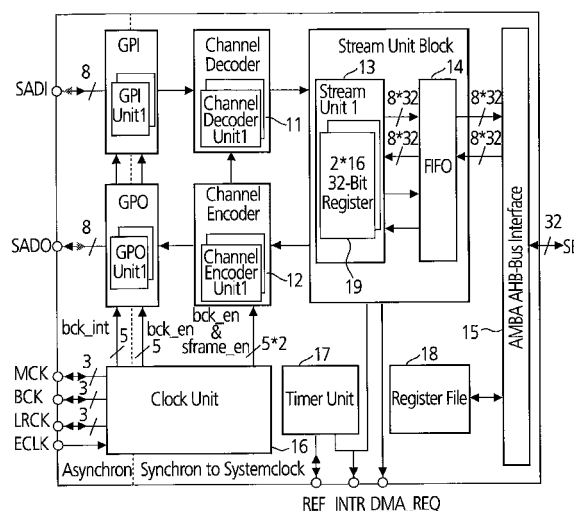 GPI
Channel
Decoder
Stream Unit Block
13
14
SADI
8
GPI
Unit1
Channel
Decoder
Unit1
11
Stream
Unit 1
8*32
8*32
8*32
8*32
2*16
32-Bit
Register
FIFO
GPO
Channel
Encoder
SADO
8
GPO
Unit1
Channel
Encoder
Unit1
12
19
AMBA AHB-Bus Interface
32
15
bck_int
5
bck_en
5
bck_en
&
sframe_en
5*2
17
18
MCK
3
BCK
3
LRCK
3
ECLK
Clock Unit
16
Timer Unit
Register File
Asynchron
Synchron to Systemclock
REF
INTR
DMA_REQ